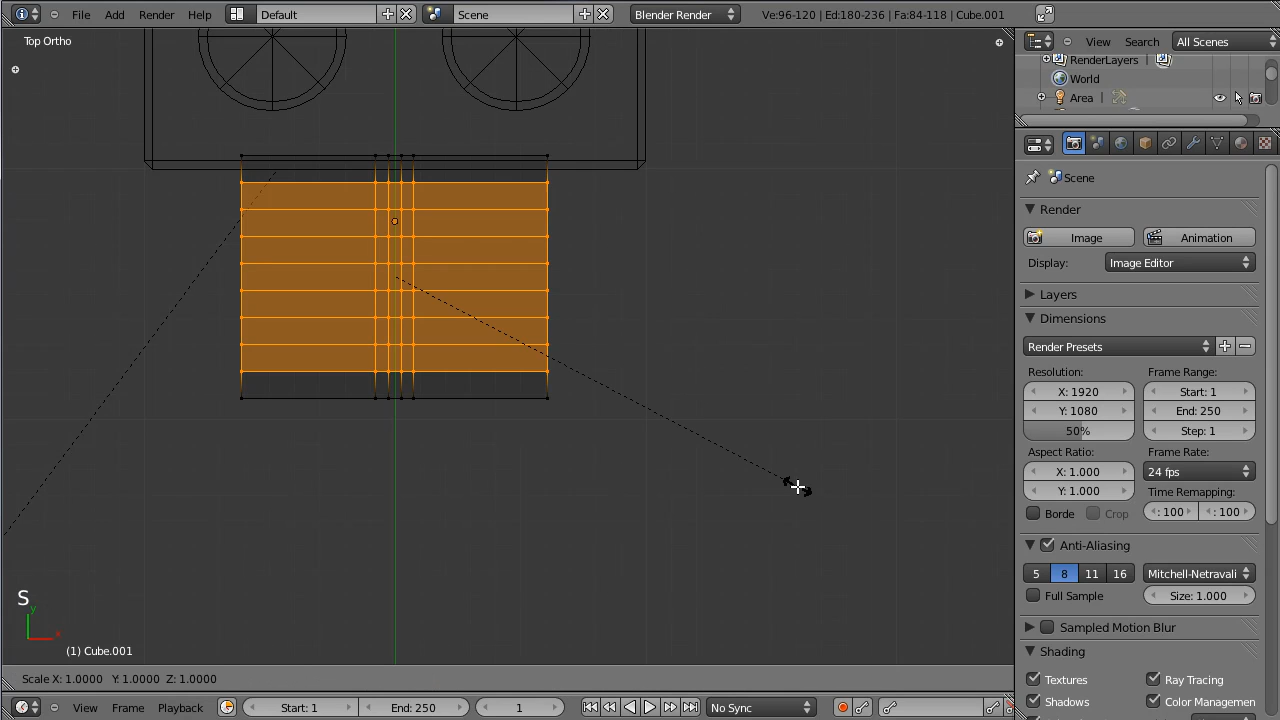 File Add Render Help Default Scene Blender Render Ve:96-120 | Ed:180-236 | Fa:84-118 | Cube.001
Top Ortho
View Search All Scenes
RenderLayers |
World
Area |
Scene
Render
Image Animation
Display: Image Editor
Layers
Dimensions
Render Presets
Resolution: Frame Range:
X: 1920 Start: 1
Y: 1080 End: 250
50% Step: 1
Aspect Ratio: Frame Rate:
X: 1.000 24 fps
Y: 1.000 Time Remapping:
Borde Crop : 100 : 100
Anti-Aliasing
5 8 11 16 Mitchell-Netravali
Full Sample Size: 1.000
Sampled Motion Blur
Shading
Textures Ray Tracing
Shadows Color Managemen
S
y
x
(1) Cube.001
Scale X: 1.0000 Y: 1.0000 Z: 1.0000
View Frame Playback Start: 1 End: 250 1 No Sync